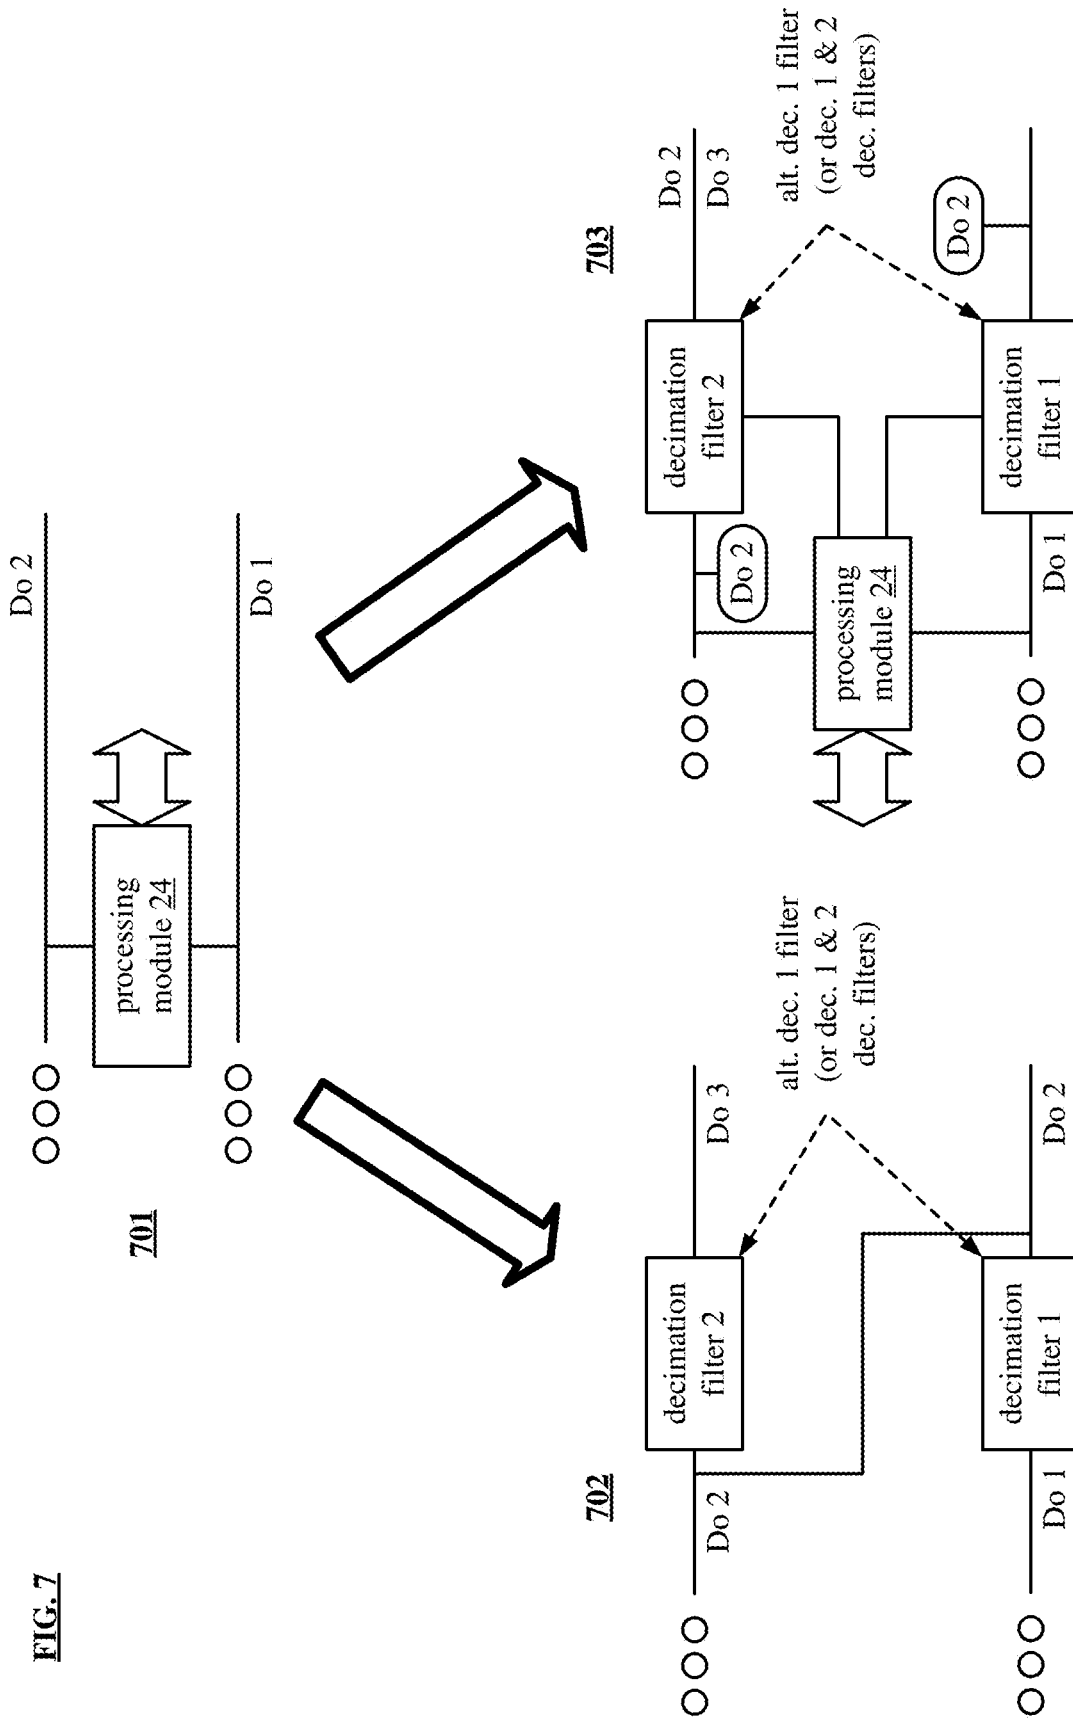 FIG. 7
701
Do 2
processing
module 24
Do 1
702
Do 2
decimation
filter 2
Do 3
alt. dec. 1 filter
(or dec. 1 & 2
dec. filters)
Do 1
decimation
filter 1
Do 2
703
Do 2
decimation
filter 2
Do 2
Do 3
processing
module 24
alt. dec. 1 filter
(or dec. 1 & 2
dec. filters)
Do 1
decimation
filter 1
Do 2